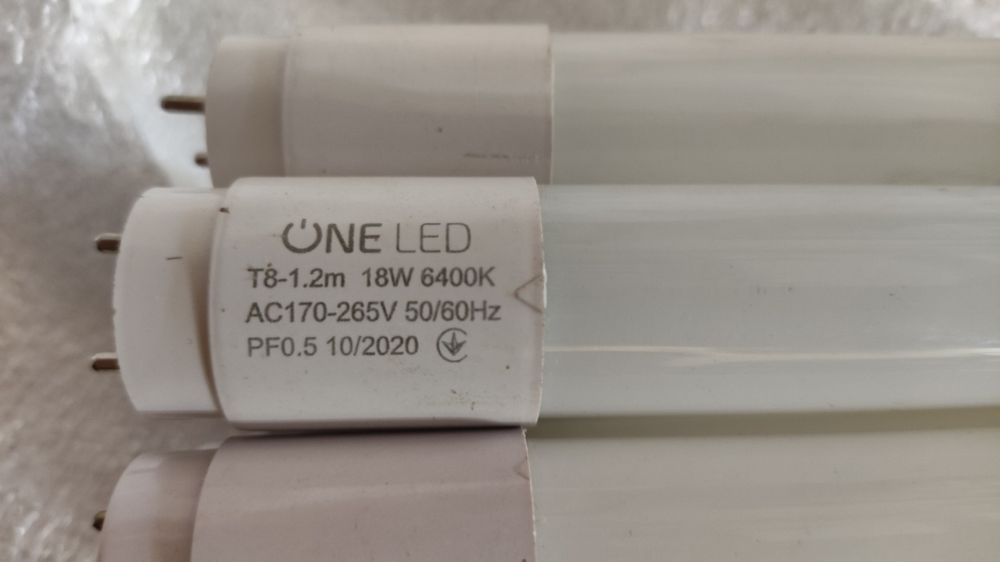 ONE LED
T8-1.2m 18W 6400K
AC170-265V 50/60Hz
PF0.5 10/2020